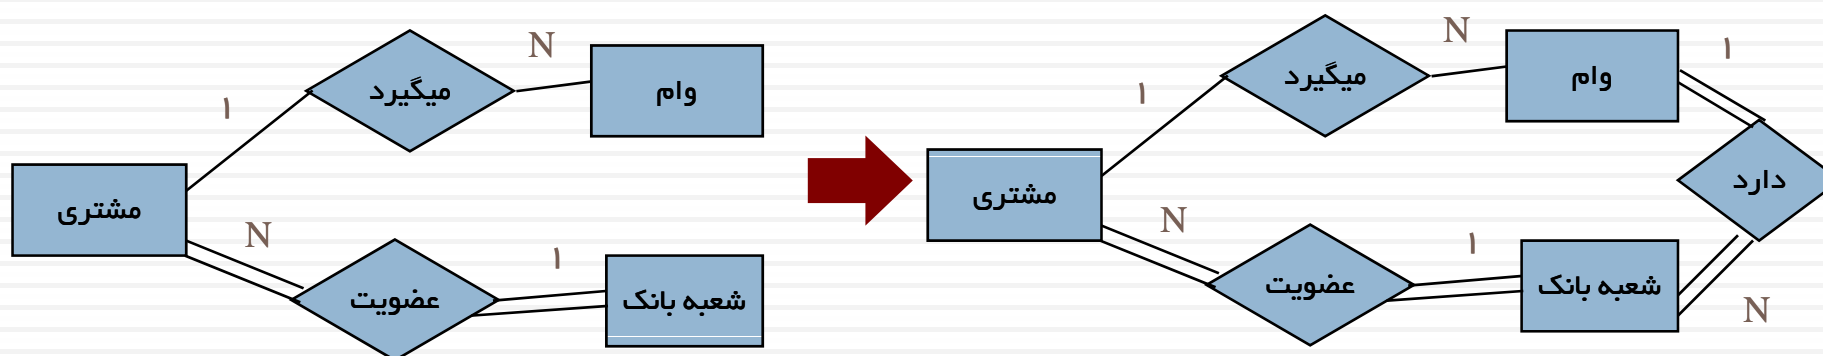 N
میگیرد
وام
۱
مشتری
N
عضویت
۱
شعبه بانک
N
میگیرد
وام
۱
۱
مشتری
دارد
N
عضویت
۱
شعبه بانک
N